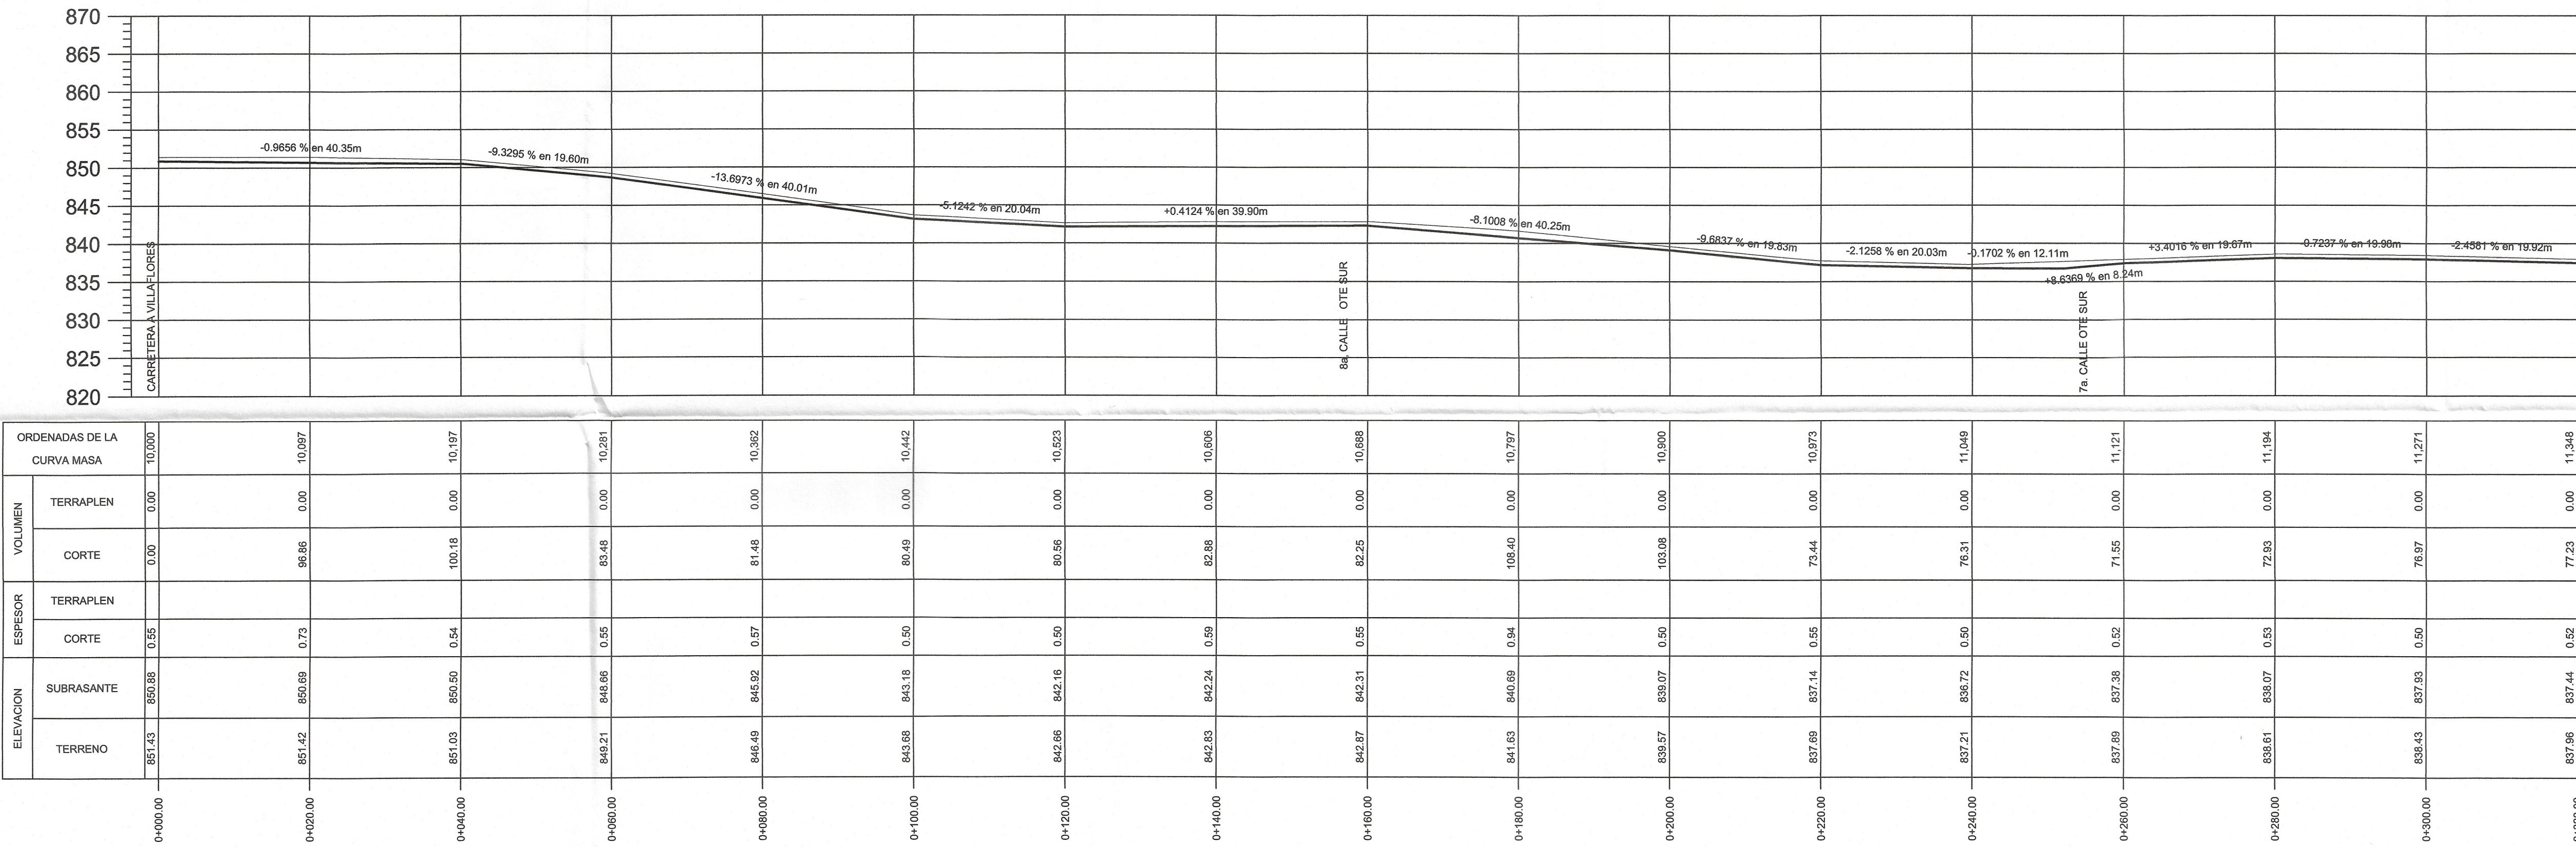 870
865
860
855
850
845
840
835
830
825
820
-0.9656 % en 40.35m
-9.3295 % en 19.60m
-13.6973 % en 40.01m
-5.1242 % en 20.04m
+0.4124 % en 39.90m
-8.1008 % en 40.25m
-9.6837 % en 19.83m
-2.1258 % en 20.03m
-0.1702 % en 12.11m
+8.6369 % en 8.24m
+3.4016 % en 19.67m
-0.7237 % en 19.98m
-2.4581 % en 19.92m
CARRETERA A VILLAFLORES
8a. CALLE OTE SUR
7a. CALLE OTE SUR
ORDENADAS DE LA
CURVA MASA
10,000 10,097 10,197 10,281 10,362 10,442 10,523 10,606 10,688 10,797 10,900 10,973 11,049 11,121 11,194 11,271 11,348
VOLUMEN
TERRAPLEN 0.00 0.00 0.00 0.00 0.00 0.00 0.00 0.00 0.00 0.00 0.00 0.00 0.00 0.00 0.00 0.00 0.00
CORTE 0.00 96.86 100.18 83.48 81.48 80.49 80.56 82.88 82.25 108.40 103.08 73.44 76.31 71.55 72.93 76.97 77.23
ESPESOR
TERRAPLEN
CORTE 0.55 0.73 0.54 0.55 0.57 0.50 0.50 0.59 0.55 0.94 0.50 0.55 0.50 0.52 0.53 0.50 0.52
ELEVACION
SUBRASANTE 850.88 850.69 850.50 848.66 845.92 843.18 842.16 842.24 842.31 840.69 839.07 837.14 836.72 837.38 838.07 837.93 837.44
TERRENO 851.43 851.42 851.03 849.21 846.49 843.68 842.66 842.83 842.87 841.63 839.57 837.69 837.21 837.89 838.61 838.43 837.96
0+000.00 0+020.00 0+040.00 0+060.00 0+080.00 0+100.00 0+120.00 0+140.00 0+160.00 0+180.00 0+200.00 0+220.00 0+240.00 0+260.00 0+280.00 0+300.00